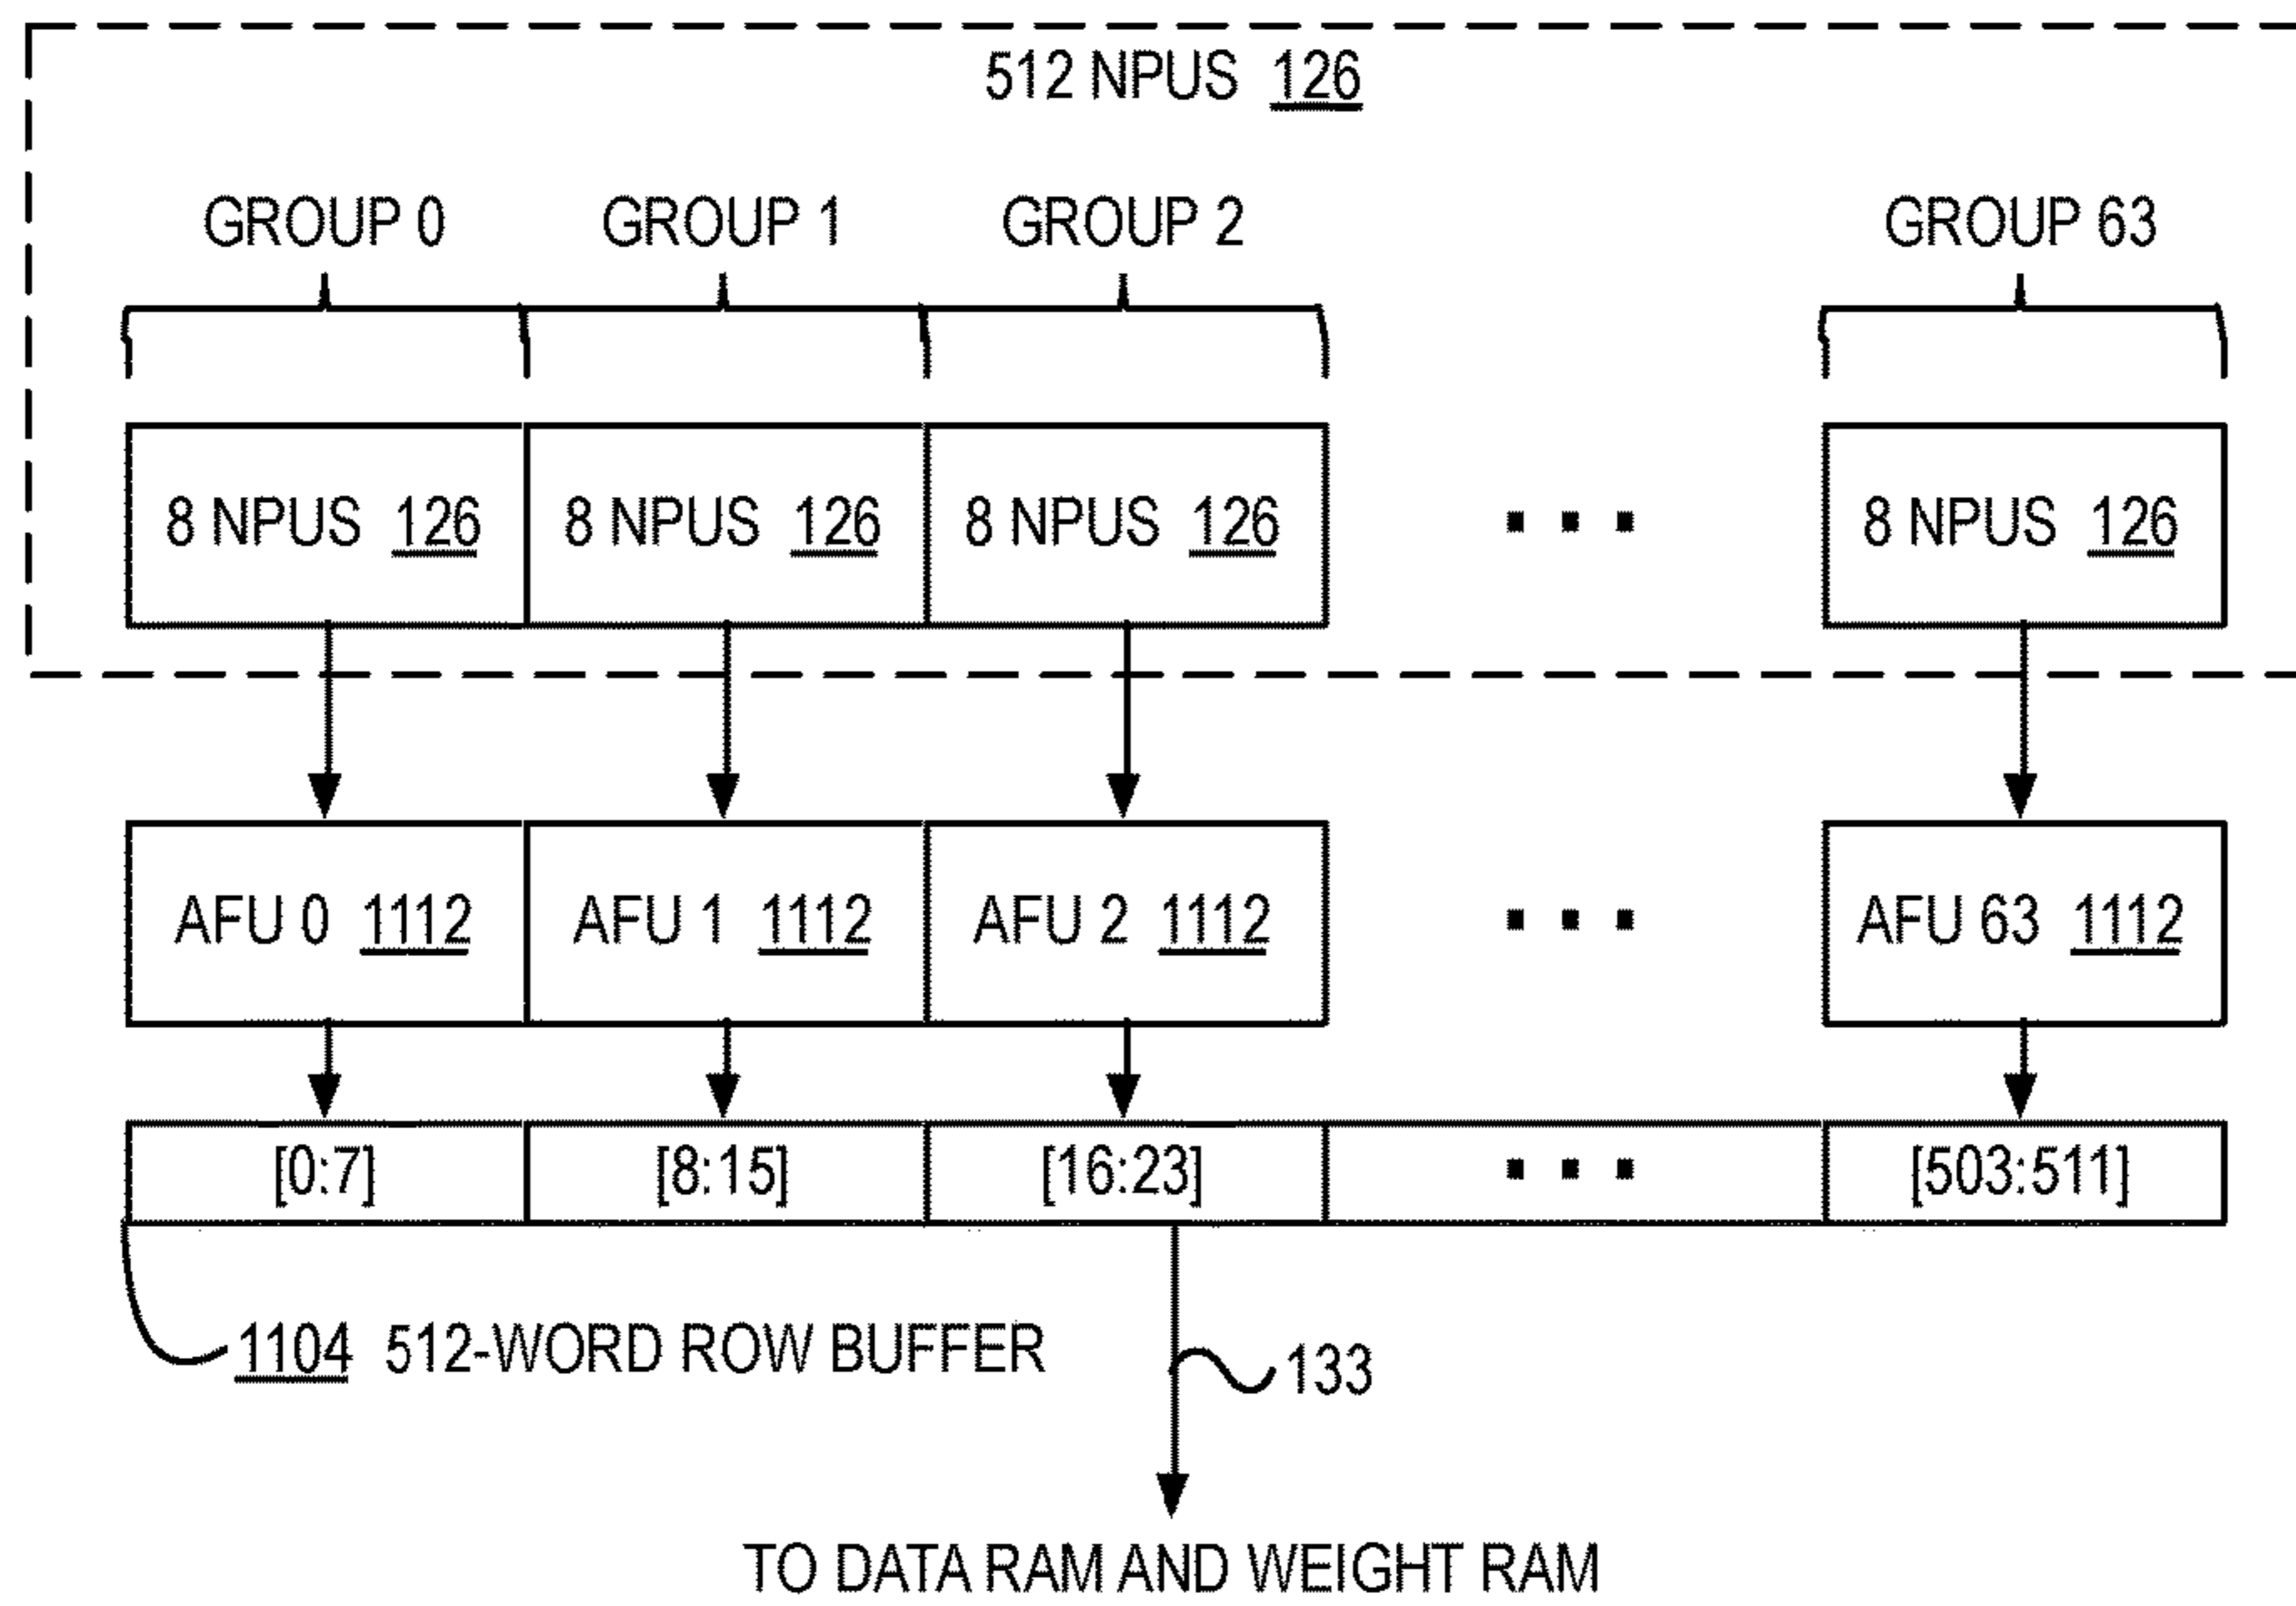 512 NPUS 126
GROUP 0 GROUP 1 GROUP 2 GROUP 63
8 NPUS 126 8 NPUS 126 8 NPUS 126 ... 8 NPUS 126
AFU 0 1112 AFU 1 1112 AFU 2 1112 ... AFU 63 1112
[0:7] [8:15] [16:23] ... [503:511]
1104 512-WORD ROW BUFFER
133
TO DATA RAM AND WEIGHT RAM